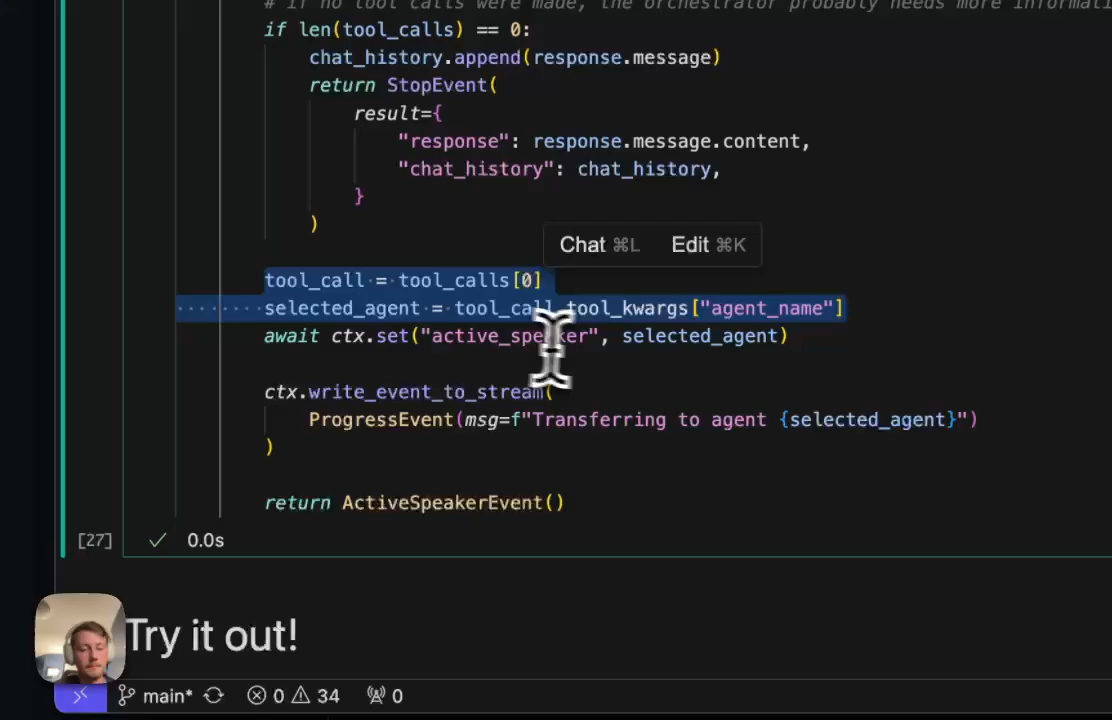 # if no tool calls were made, the orchestrator probably needs more informati
if len(tool_calls) == 0:
chat_history.append(response.message)
return StopEvent(
result={
"response": response.message.content,
"chat_history": chat_history,
}
)
Chat ⌘L Edit ⌘K
tool_call = tool_calls[0]
selected_agent = tool_call.tool_kwargs["agent_name"]
await ctx.set("active_speaker", selected_agent)
ctx.write_event_to_stream(
ProgressEvent(msg=f"Transferring to agent {selected_agent}")
)
return ActiveSpeakerEvent()
[27] ✓ 0.0s
Try it out!
main* 0 34 0